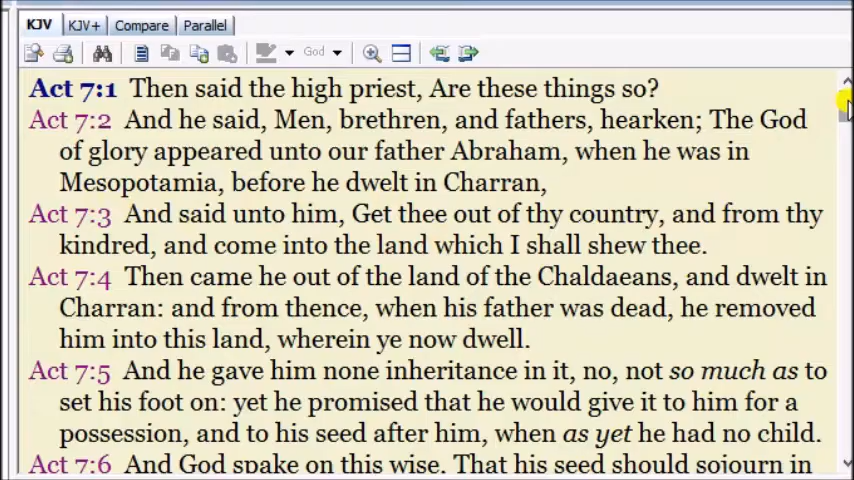 KJV KJV+ Compare Parallel
God
Act 7:1 Then said the high priest, Are these things so?
Act 7:2 And he said, Men, brethren, and fathers, hearken; The God
of glory appeared unto our father Abraham, when he was in
Mesopotamia, before he dwelt in Charran,
Act 7:3 And said unto him, Get thee out of thy country, and from thy
kindred, and come into the land which I shall shew thee.
Act 7:4 Then came he out of the land of the Chaldaeans, and dwelt in
Charran: and from thence, when his father was dead, he removed
him into this land, wherein ye now dwell.
Act 7:5 And he gave him none inheritance in it, no, not so much as to
set his foot on: yet he promised that he would give it to him for a
possession, and to his seed after him, when as yet he had no child.
Act 7:6 And God spake on this wise, That his seed should sojourn in